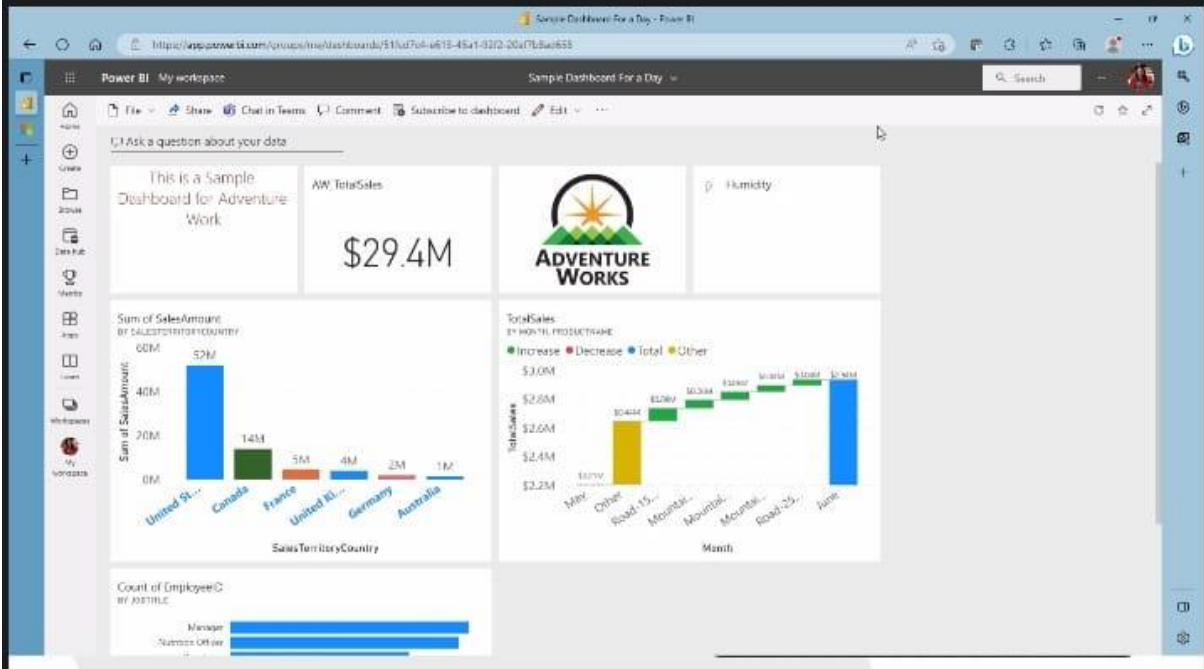 Sample Dashboard For a Day - Power BI
Power BI My workspace
Sample Dashboard For a Day
Search
File
Share
Chat in Teams
Comment
Subscribe to dashboard
Edit
Home
Create
Browse
Data hub
Metrics
Apps
Learn
Workspaces
My
workspace
Ask a question about your data
This is a Sample
Dashboard for Adventure
Work
AW_TotalSales
$29.4M
ADVENTURE
WORKS
Humidity
Sum of SalesAmount
BY SALESTERRITORYCOUNTRY
Sum of SalesAmount
60M
40M
20M
0M
52M
14M
5M
4M
2M
1M
United St...
Canada
France
United Ki...
Germany
Australia
SalesTerritoryCountry
TotalSales
BY MONTH, PRODUCTNAME
Increase Decrease Total Other
TotalSales
$3.0M
$2.8M
$2.6M
$2.4M
$2.2M
May
Other
Road-15...
Mountai...
Mountai...
Mountai...
Road-25...
June
Month
Count of EmployeeID
BY JOBTITLE
Manager
Nutrition Officer